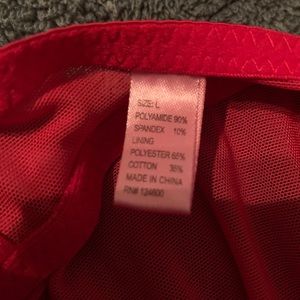 SIZE: L
POLYAMIDE 90%
SPANDEX 10%
LINING
POLYESTER 65%
COTTON 35%
MADE IN CHINA
RN# 124600